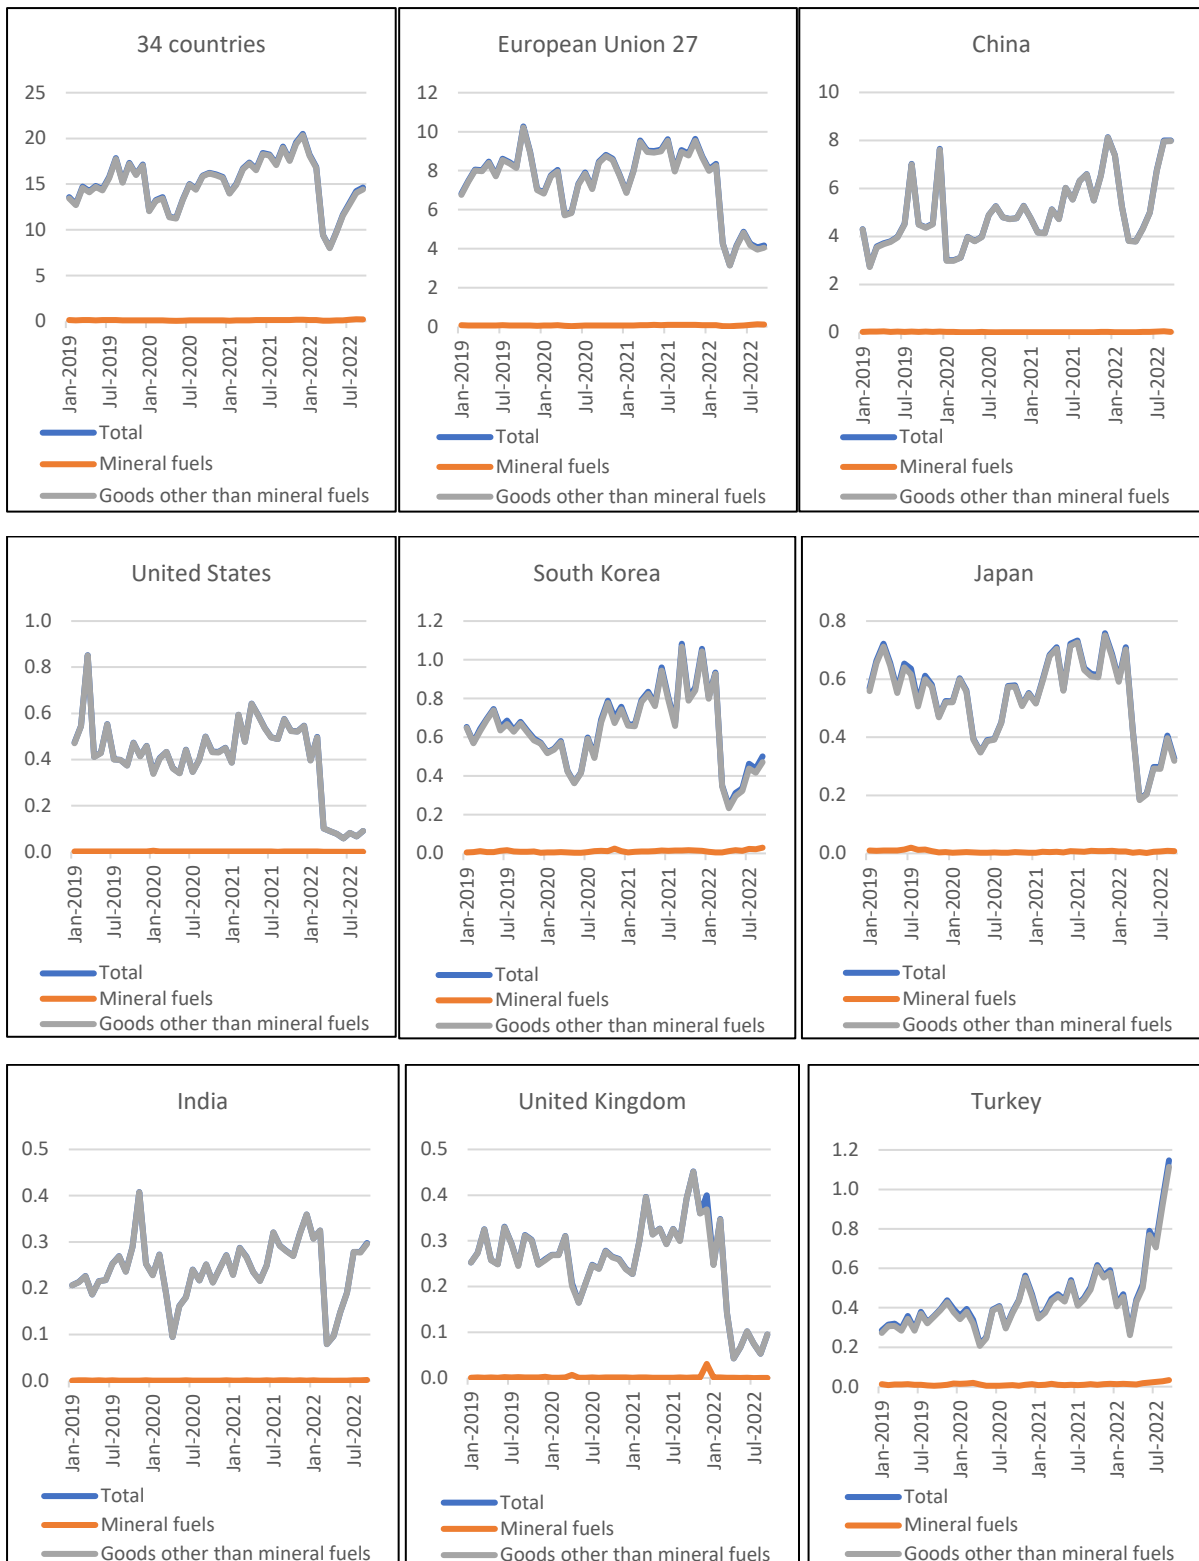 34 countries
25
20
15
10
5
0
Jan-2019
Jul-2019
Jan-2020
Jul-2020
Jan-2021
Jul-2021
Jan-2022
Jul-2022
Total
Mineral fuels
Goods other than mineral fuels
European Union 27
12
10
8
6
4
2
0
Jan-2019
Jul-2019
Jan-2020
Jul-2020
Jan-2021
Jul-2021
Jan-2022
Jul-2022
Total
Mineral fuels
Goods other than mineral fuels
China
10
8
6
4
2
0
Jan-2019
Jul-2019
Jan-2020
Jul-2020
Jan-2021
Jul-2021
Jan-2022
Jul-2022
Total
Mineral fuels
Goods other than mineral fuels
United States
1.0
0.8
0.6
0.4
0.2
0.0
Jan-2019
Jul-2019
Jan-2020
Jul-2020
Jan-2021
Jul-2021
Jan-2022
Jul-2022
Total
Mineral fuels
Goods other than mineral fuels
South Korea
1.2
1.0
0.8
0.6
0.4
0.2
0.0
Jan-2019
Jul-2019
Jan-2020
Jul-2020
Jan-2021
Jul-2021
Jan-2022
Jul-2022
Total
Mineral fuels
Goods other than mineral fuels
Japan
0.8
0.6
0.4
0.2
0.0
Jan-2019
Jul-2019
Jan-2020
Jul-2020
Jan-2021
Jul-2021
Jan-2022
Jul-2022
Total
Mineral fuels
Goods other than mineral fuels
India
0.5
0.4
0.3
0.2
0.1
0.0
Jan-2019
Jul-2019
Jan-2020
Jul-2020
Jan-2021
Jul-2021
Jan-2022
Jul-2022
Total
Mineral fuels
Goods other than mineral fuels
United Kingdom
0.5
0.4
0.3
0.2
0.1
0.0
Jan-2019
Jul-2019
Jan-2020
Jul-2020
Jan-2021
Jul-2021
Jan-2022
Jul-2022
Total
Mineral fuels
Goods other than mineral fuels
Turkey
1.2
1.0
0.8
0.6
0.4
0.2
0.0
Jan-2019
Jul-2019
Jan-2020
Jul-2020
Jan-2021
Jul-2021
Jan-2022
Jul-2022
Total
Mineral fuels
Goods other than mineral fuels